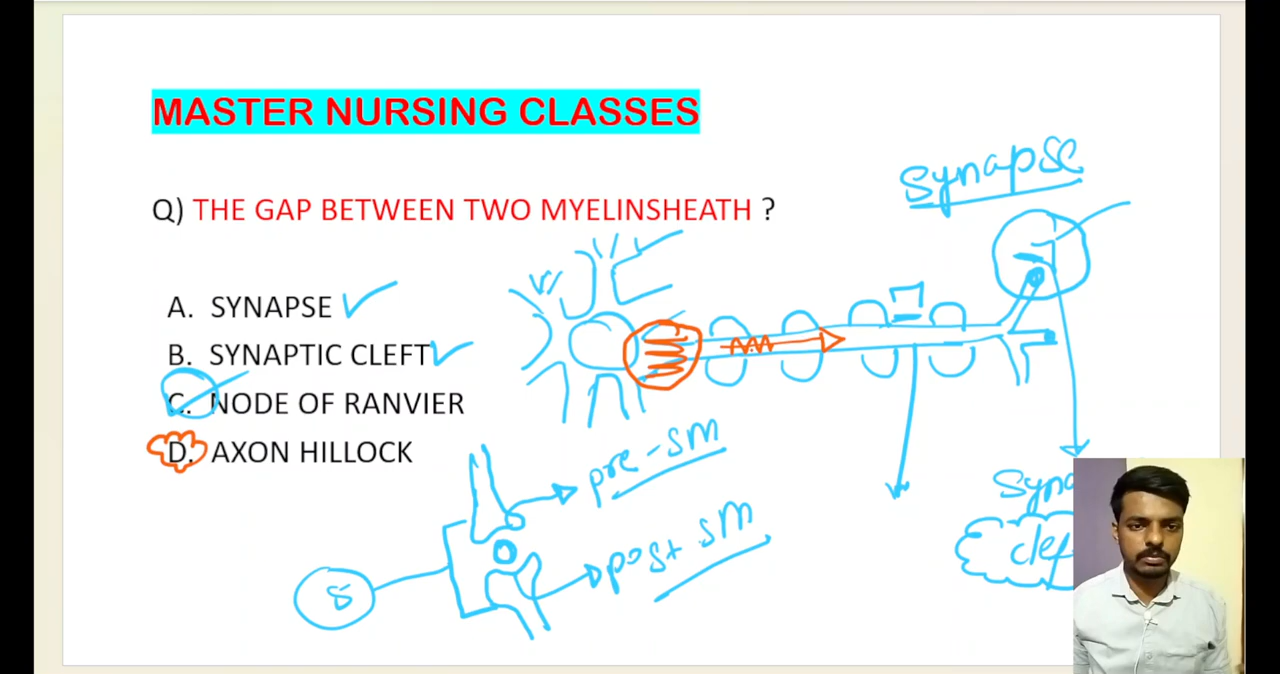 MASTER NURSING CLASSES
Synapse
Q) THE GAP BETWEEN TWO MYELINSHEATH ?
A. SYNAPSE
B. SYNAPTIC CLEFT
C. NODE OF RANVIER
D. AXON HILLOCK
pre-SM
post SM
S